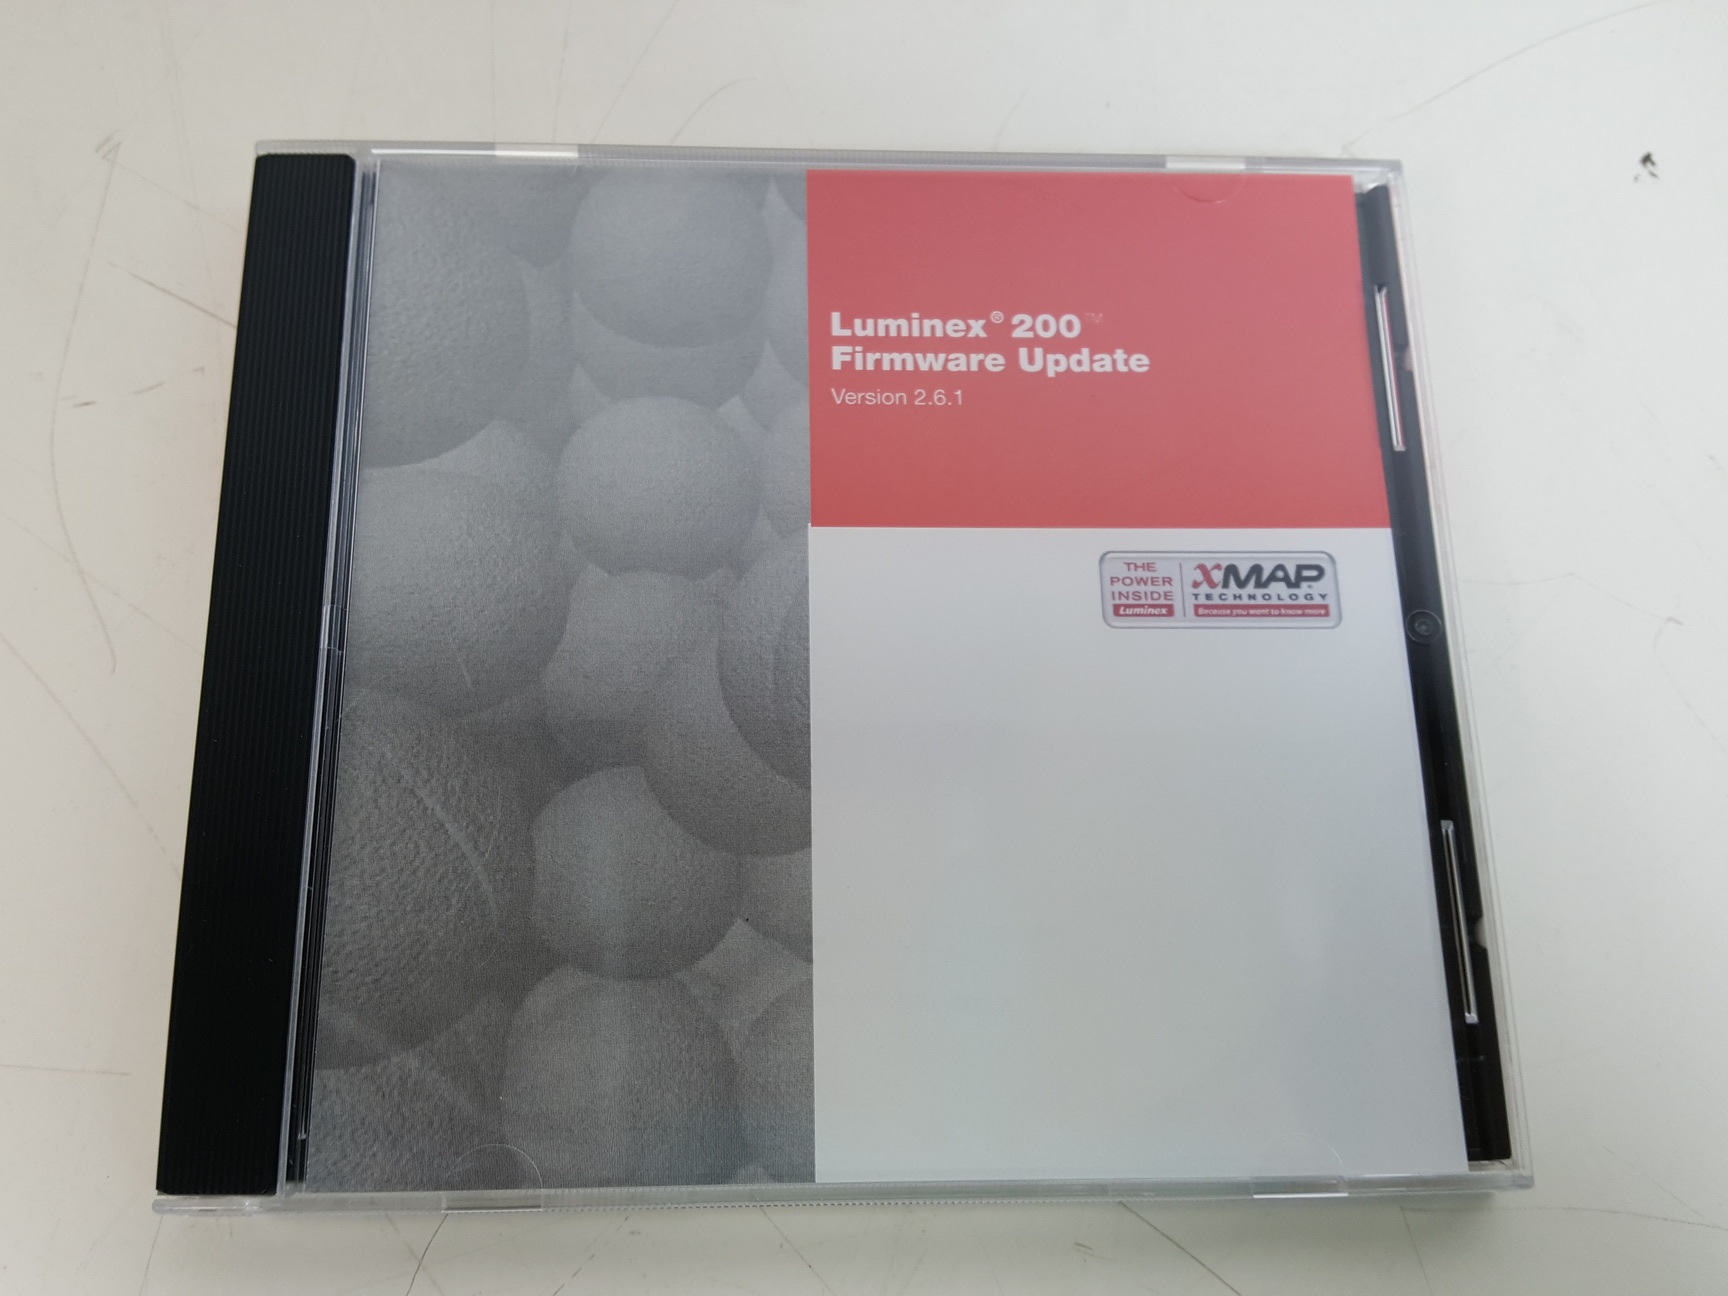 Luminex® 200™
Firmware Update
Version 2.6.1
THE
POWER
INSIDE
Luminex
xMAP®
TECHNOLOGY
Because you want to know more